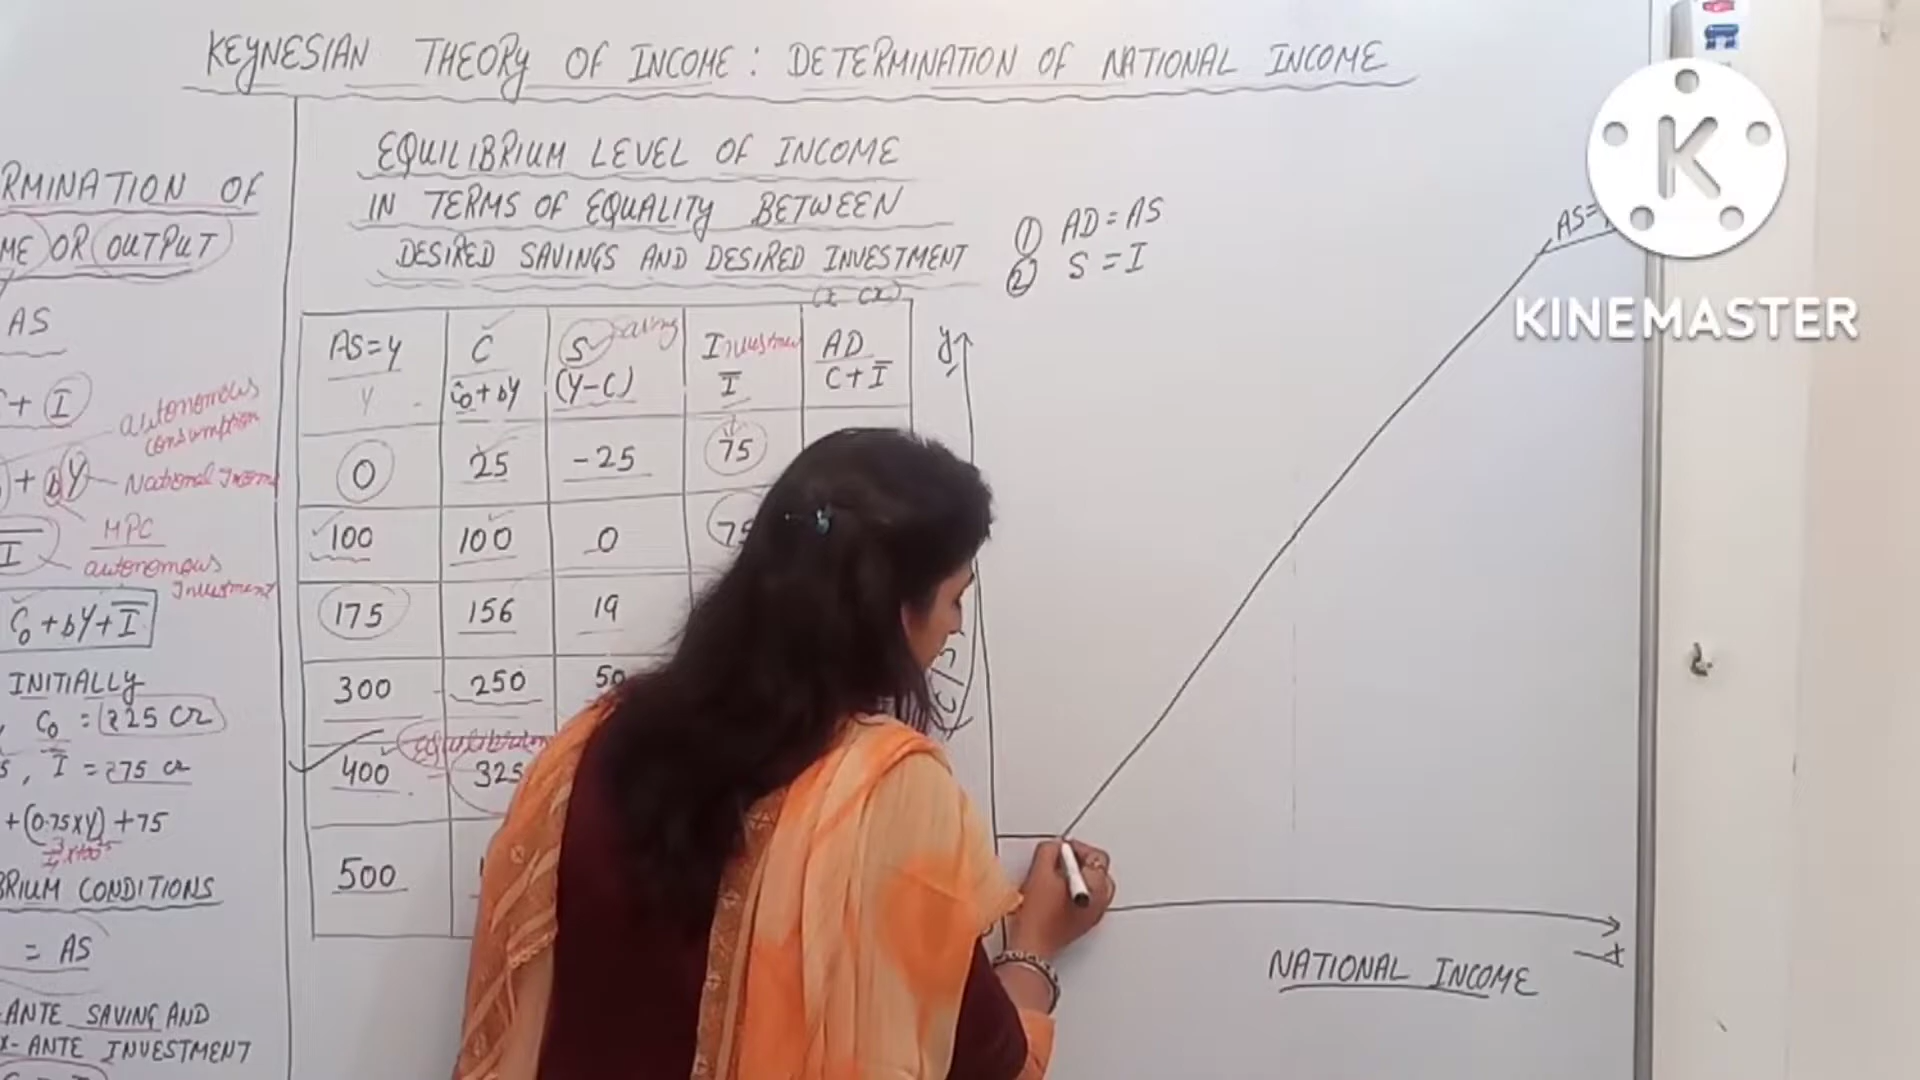 KEYNESIAN THEORY OF INCOME: DETERMINATION OF NATIONAL INCOME
RMINATION OF
ME OR OUTPUT
AS
+ I̅
autonomous
consumption
+ bY National Income
MPC
I̅ autonomous
Investment
C̅₀ + bY + I̅
INITIALLY
C₀ = ₹25 CR
, I̅ = ₹75 CR
+(0.75XY)+75
BRIUM CONDITIONS
= AS
-ANTE SAVING AND
X-ANTE INVESTMENT
EQUILIBRIUM LEVEL OF INCOME
IN TERMS OF EQUALITY BETWEEN
DESIRED SAVINGS AND DESIRED INVESTMENT
(₹ CR)
AS=Y C S saving Investmen AD
Y C̅₀+bY (Y-C) I̅ C+I̅
0 25 -25 75
100 100 0 75
175 156 19
300 250 50
equilibrium
400 325
500
① AD=AS
② S=I
y
C/S
AS=
NATIONAL INCOME
KINEMASTER